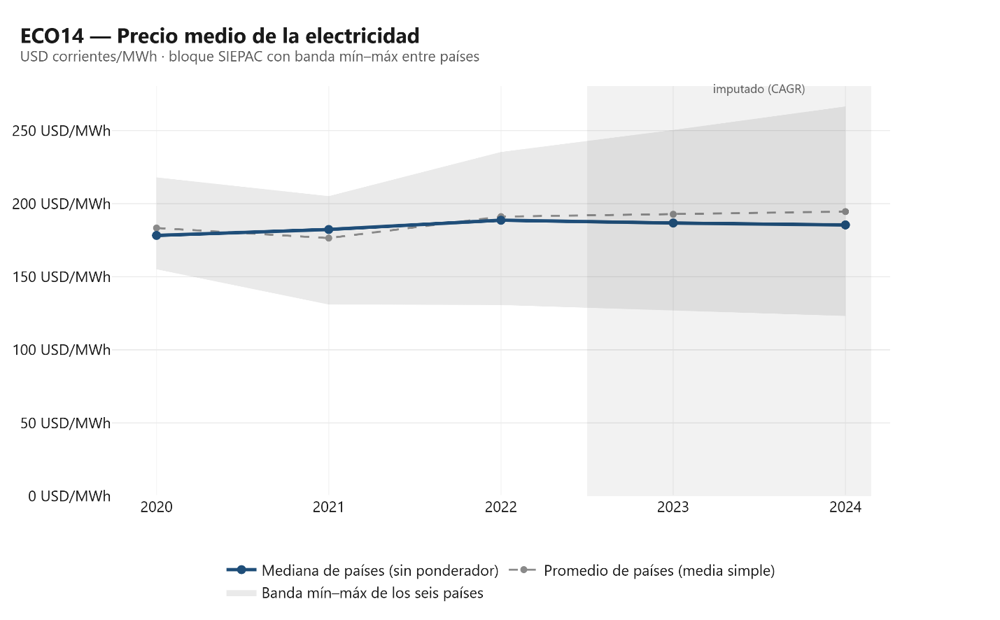 ECO14 — Precio medio de la electricidad
USD corrientes/MWh · bloque SIEPAC con banda mín–máx entre países
imputado (CAGR)
250 USD/MWh
200 USD/MWh
150 USD/MWh
100 USD/MWh
50 USD/MWh
0 USD/MWh
2020 2021 2022 2023 2024
Mediana de países (sin ponderador) Promedio de países (media simple)
Banda mín–máx de los seis países